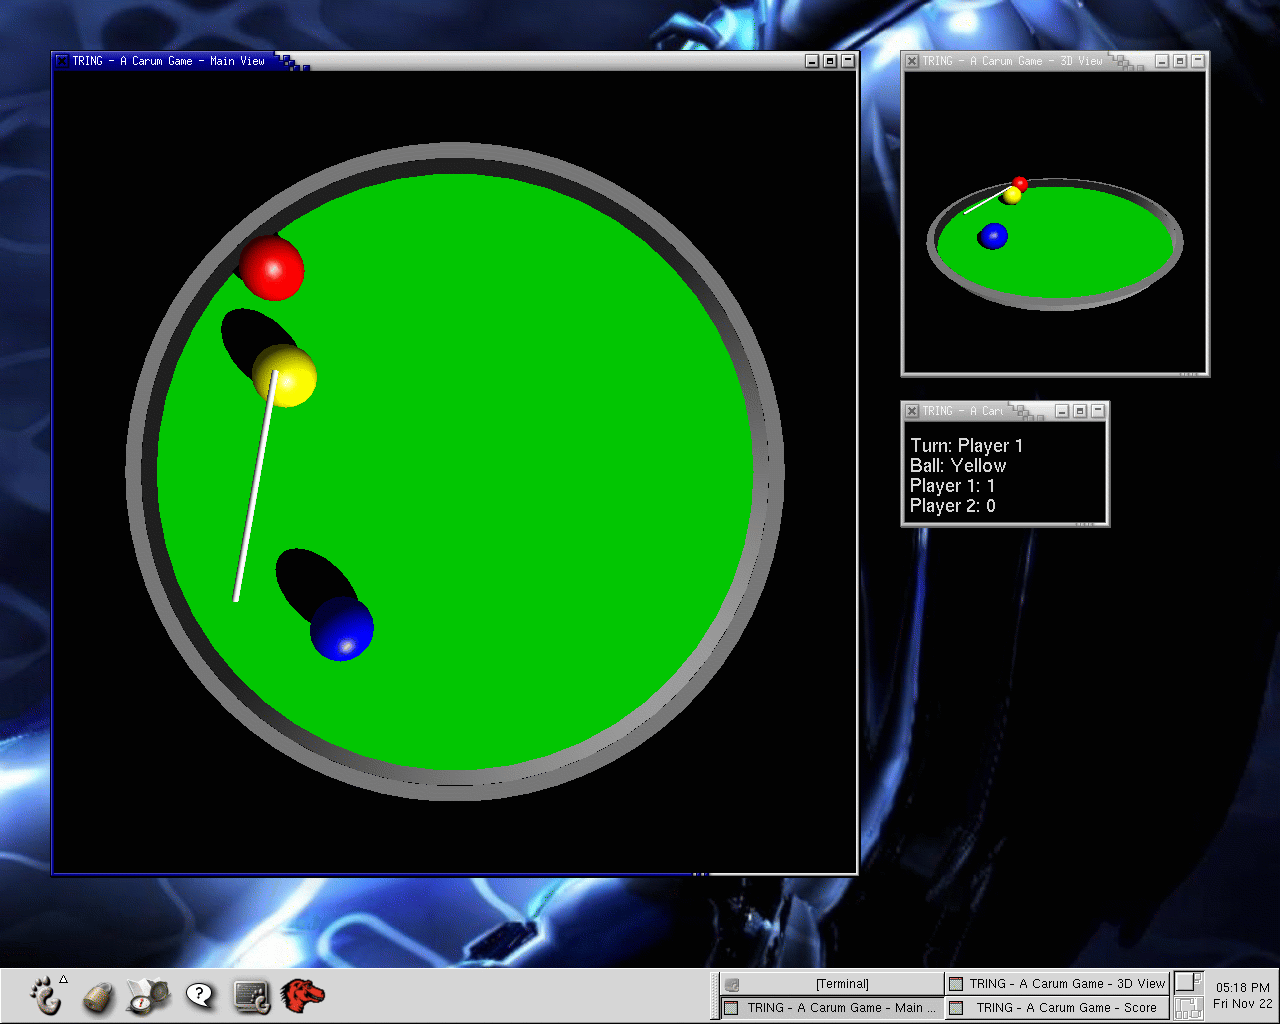 TRING - A Carum Game - Main View
TRING - A Carum Game - 3D View
TRING - A Caru
Turn: Player 1
Ball: Yellow
Player 1: 1
Player 2: 0
[Terminal]
TRING - A Carum Game - 3D View
TRING - A Carum Game - Main ...
TRING - A Carum Game - Score
05:18 PM
Fri Nov 22
?